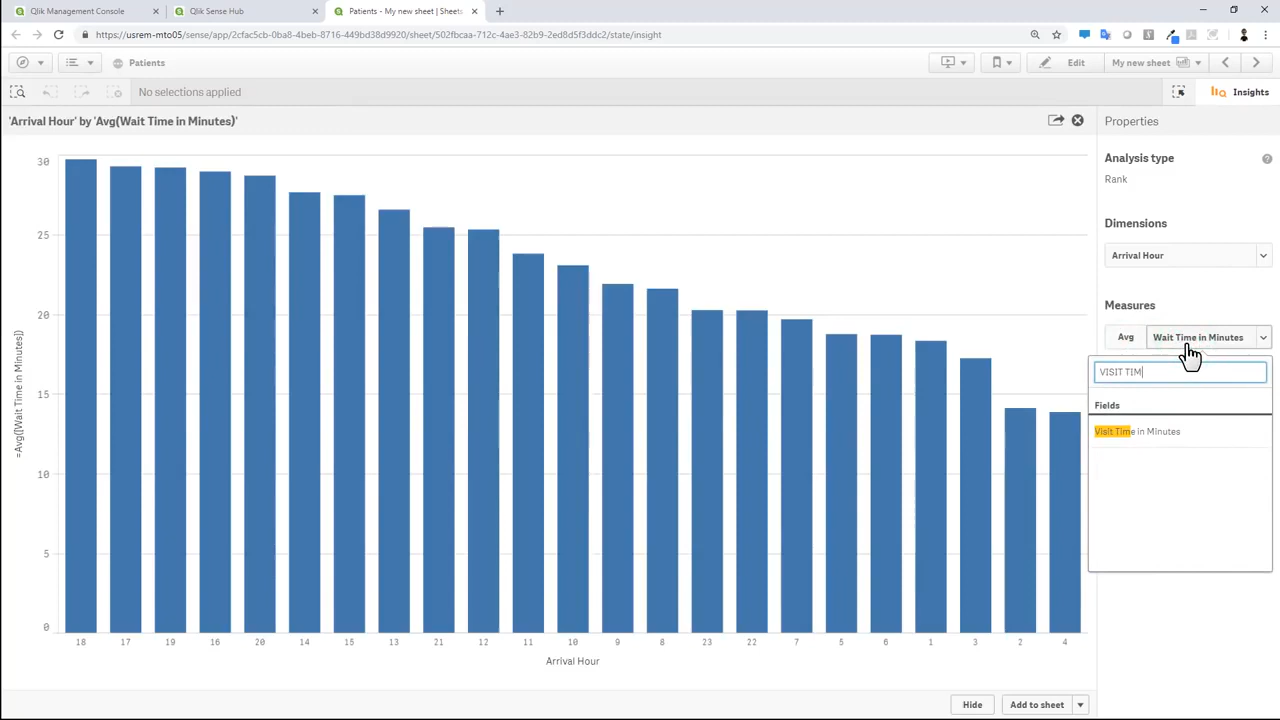 Qlik Management Console
Qlik Sense Hub
Patients - My new sheet | Sheets
https://usrem-mto05/sense/app/2cfac5cb-0ba8-4beb-8716-449bd38d9920/sheet/502fbcaa-712c-4ae3-82b9-2ed8d3f5ddc2/state/insight
Patients
Edit
My new sheet
No selections applied
Insights
'Arrival Hour' by 'Avg(Wait Time in Minutes)'
Properties
Analysis type
Rank
Dimensions
Arrival Hour
Measures
Avg
Wait Time in Minutes
VISIT TIM
Fields
Visit Time in Minutes
=Avg([Wait Time in Minutes])
30
25
20
15
10
5
0
18 17 19 16 20 14 15 13 21 12 11 10 9 8 23 22 7 5 6 1 3 2 4
Arrival Hour
Hide
Add to sheet